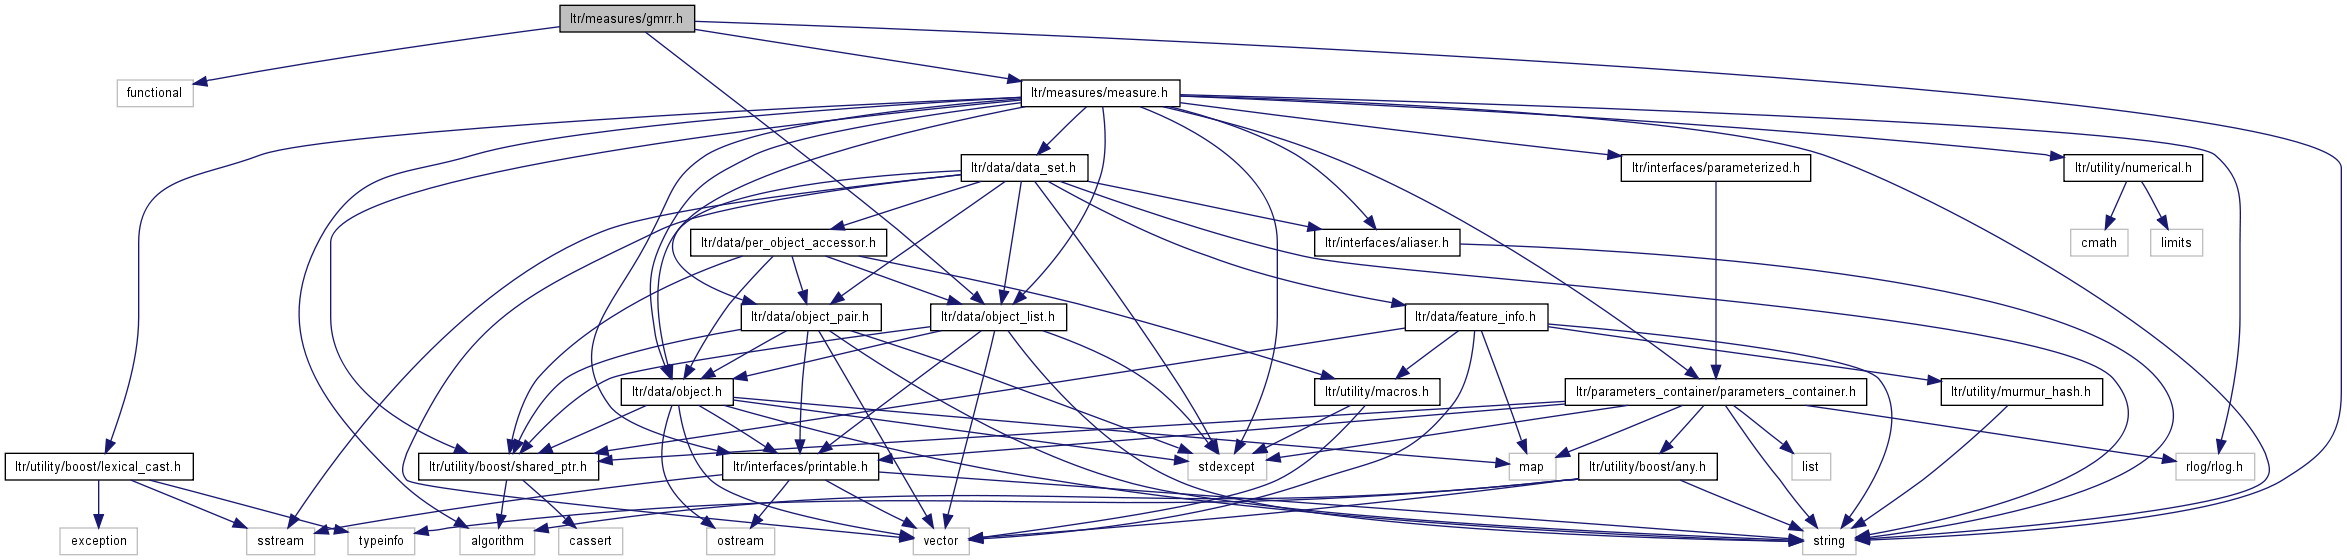 ltr/measures/gmrr.h
functional
ltr/measures/measure.h
ltr/data/data_set.h
ltr/interfaces/parameterized.h
ltr/utility/numerical.h
ltr/data/per_object_accessor.h
ltr/interfaces/aliaser.h
cmath
limits
ltr/data/object_pair.h
ltr/data/object_list.h
ltr/data/feature_info.h
ltr/data/object.h
ltr/utility/macros.h
ltr/parameters_container/parameters_container.h
ltr/utility/murmur_hash.h
ltr/utility/boost/lexical_cast.h
ltr/utility/boost/shared_ptr.h
ltr/interfaces/printable.h
stdexcept
map
ltr/utility/boost/any.h
list
rlog/rlog.h
exception
sstream
typeinfo
algorithm
cassert
ostream
vector
string